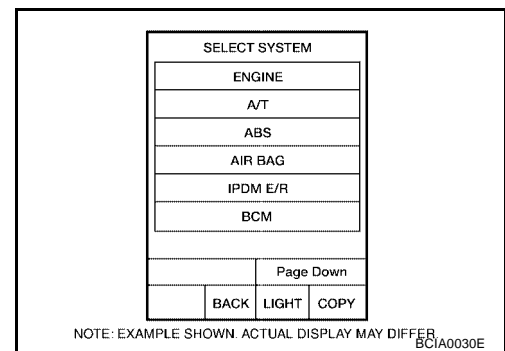 SELECT SYSTEM
ENGINE
A/T
ABS
AIR BAG
IPDM E/R
BCM
Page Down
BACK LIGHT COPY
NOTE: EXAMPLE SHOWN. ACTUAL DISPLAY MAY DIFFER.
BCIA0030E